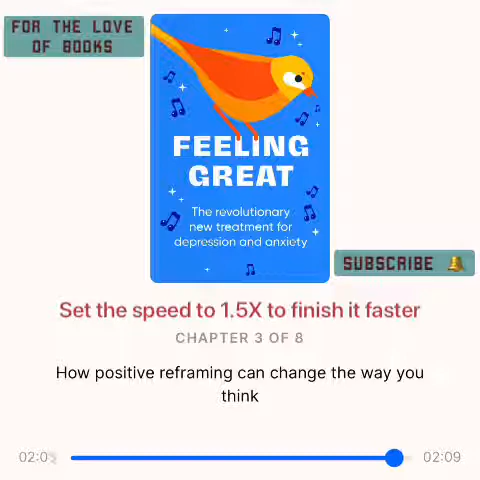 FOR THE LOVE
OF BOOKS
FEELING
GREAT
The revolutionary
new treatment for
depression and anxiety
SUBSCRIBE
Set the speed to 1.5X to finish it faster
CHAPTER 3 OF 8
How positive reframing can change the way you
think
02:09